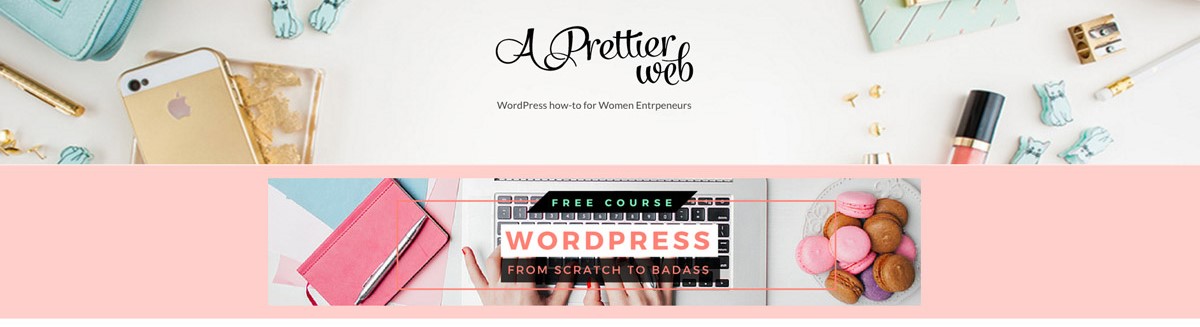 A Prettier
web
WordPress how-to for Women Entrpeneurs
FREE COURSE
WORDPRESS
FROM SCRATCH TO BADASS